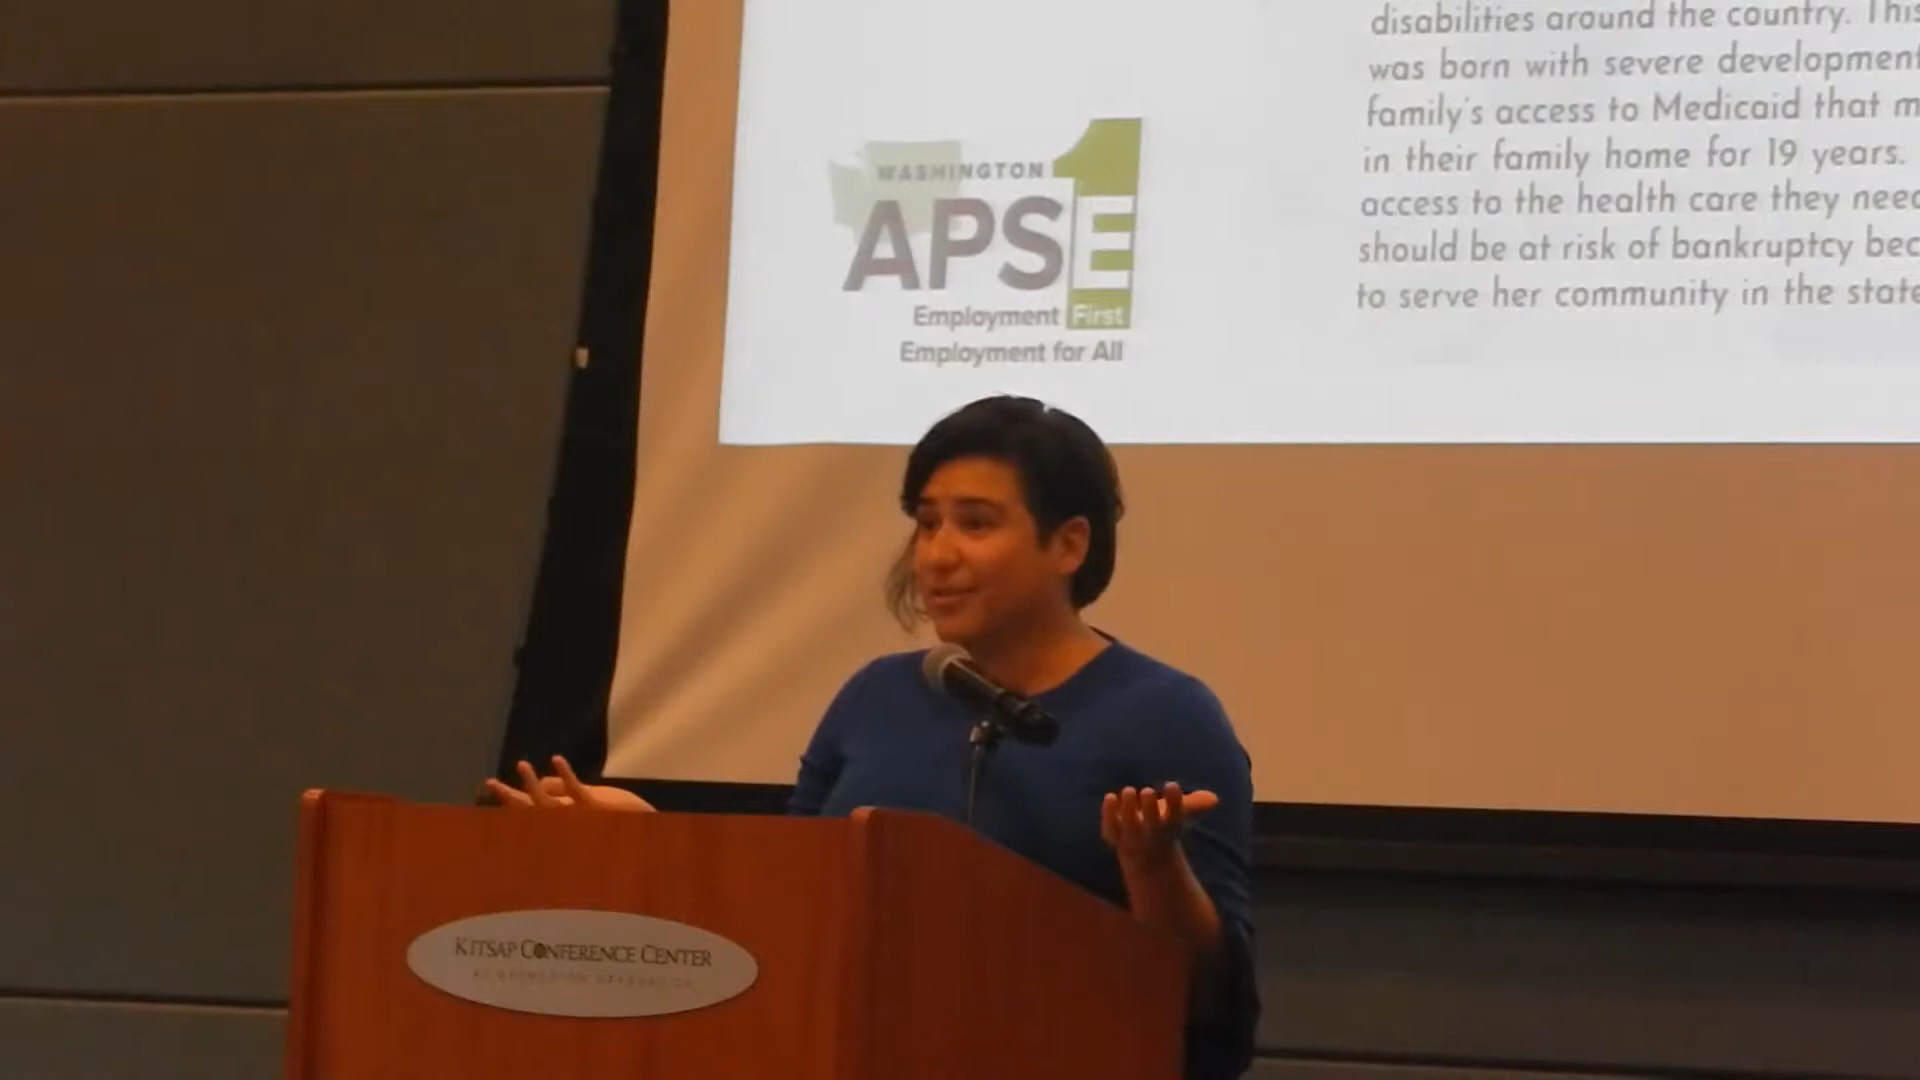 disabilities around the country. This
was born with severe development
family's access to Medicaid that m
in their family home for 19 years.
access to the health care they need
should be at risk of bankruptcy bec
to serve her community in the state
WASHINGTON
APSE
Employment First
Employment for All
KITSAP CONFERENCE CENTER